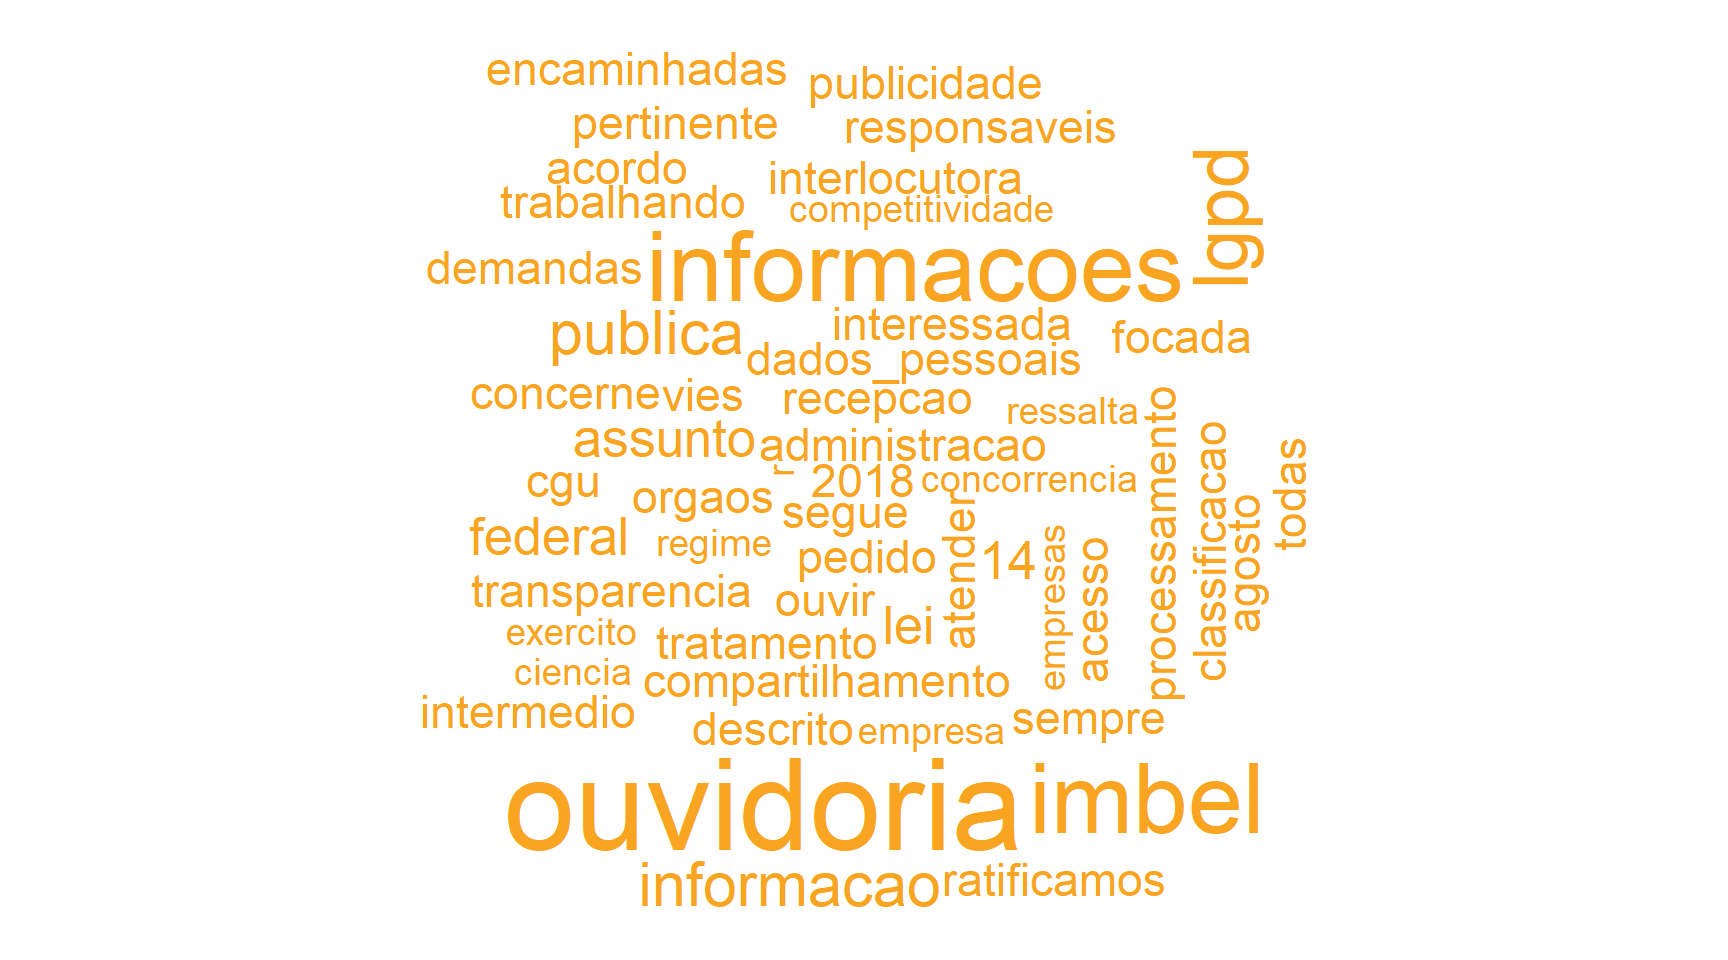 encaminhadas
publicidade
pertinente
responsaveis
acordo
interlocutora
lgpd
trabalhando
competitividade
demandas
informacoes
publica
interessada
focada
dados_pessoais
concerne
vies
recepcao
ressalta
assunto
administracao
processamento
classificacao
todas
cgu
orgaos
r
2018
concorrencia
segue
atender
agosto
federal
regime
pedido
14
empresas
acesso
transparencia
ouvir
exercito
tratamento
lei
ciencia
compartilhamento
intermedio
descrito
empresa
sempre
ouvidoria
imbel
informacao
ratificamos